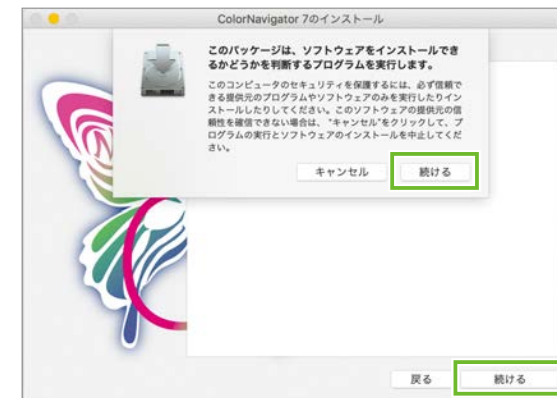 ColorNavigator 7のインストール
このパッケージは、ソフトウェアをインストールでき
るかどうかを判断するプログラムを実行します。
このコンピュータのセキュリティを保護するには、必ず信頼で
きる提供元のプログラムやソフトウェアのみを実行したりイン
ストールしたりしてください。このソフトウェアの提供元の信
頼性を確信できない場合は、"キャンセル"をクリックして、プ
ログラムの実行とソフトウェアのインストールを中止してくだ
さい。
キャンセル 続ける
戻る 続ける